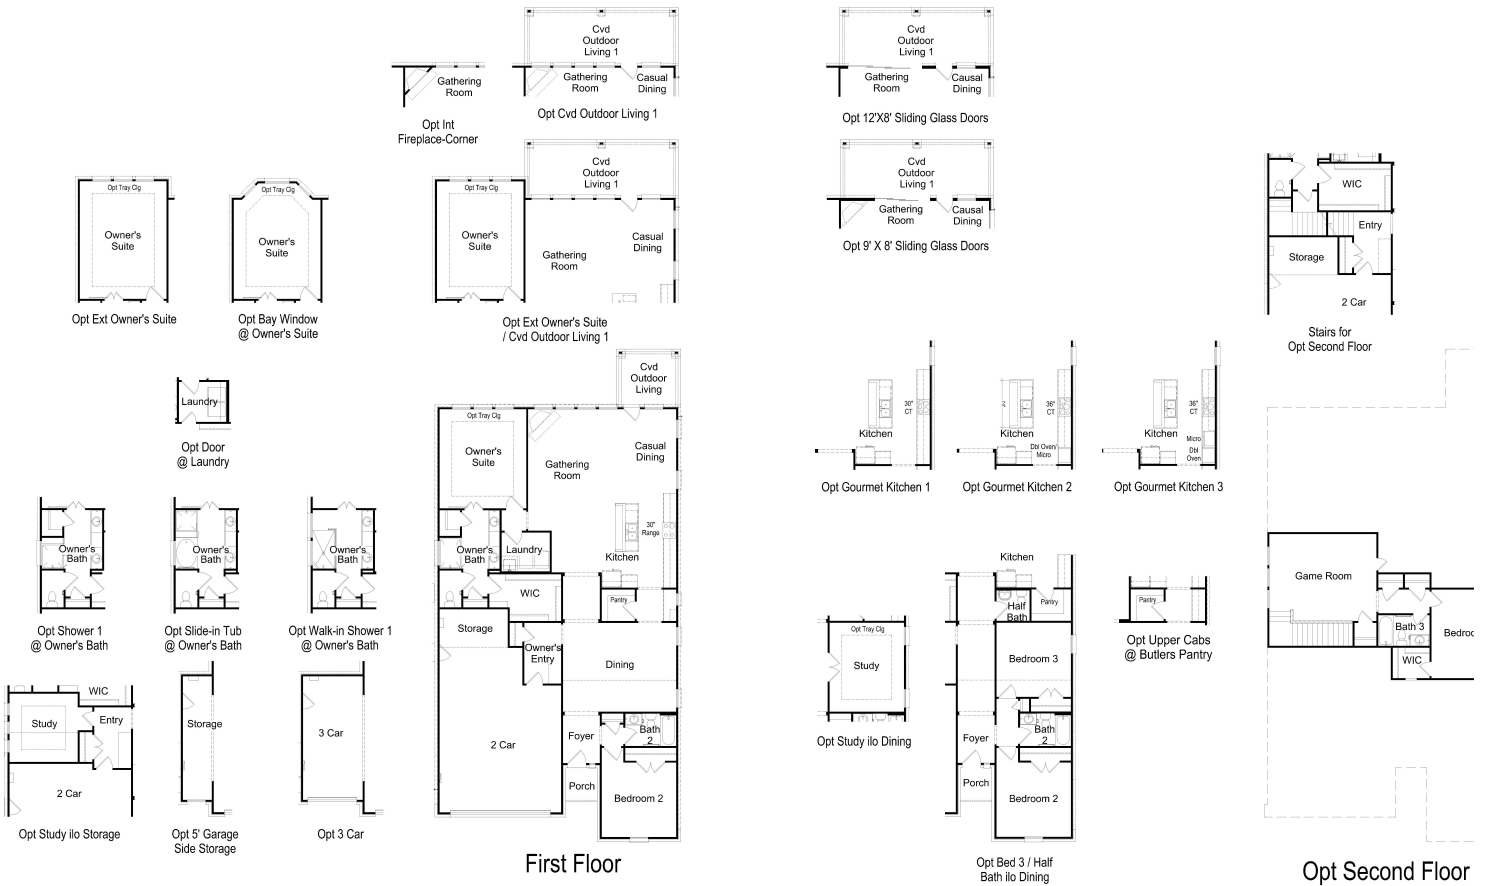 Cvd
Outdoor
Living 1
Gathering
Room
Opt Int
Fireplace-Corner
Gathering
Room
Casual
Dining
Opt Cvd Outdoor Living 1
Cvd
Outdoor
Living 1
Gathering
Room
Causal
Dining
Opt 12'X8' Sliding Glass Doors
Opt Tray Clg
Owner's
Suite
Opt Ext Owner's Suite
Opt Tray Clg
Owner's
Suite
Opt Bay Window
@ Owner's Suite
Opt Tray Clg
Owner's
Suite
Cvd
Outdoor
Living 1
Gathering
Room
Casual
Dining
Opt Ext Owner's Suite
/ Cvd Outdoor Living 1
Cvd
Outdoor
Living 1
Gathering
Room
Causal
Dining
Opt 9' X 8' Sliding Glass Doors
WIC
Entry
Storage
2 Car
Stairs for
Opt Second Floor
Laundry
Opt Door
@ Laundry
Owner's
Bath
Opt Shower 1
@ Owner's Bath
Owner's
Bath
Opt Slide-in Tub
@ Owner's Bath
Owner's
Bath
Opt Walk-in Shower 1
@ Owner's Bath
WIC
Study
Entry
2 Car
Opt Study ilo Storage
Storage
Opt 5' Garage
Side Storage
3 Car
Opt 3 Car
Cvd
Outdoor
Living
Opt Tray Clg
Owner's
Suite
Gathering
Room
Casual
Dining
30"
Range
Owner's
Bath
Laundry
Kitchen
WIC
Pantry
Storage
Owner's
Entry
Dining
2 Car
Foyer
Bath
2
Porch
Bedroom 2
First Floor
30"
CT
Kitchen
Opt Gourmet Kitchen 1
36"
CT
Kitchen
Dbl Oven/
Micro
Opt Gourmet Kitchen 2
36"
CT
Kitchen
Micro
Dbl
Oven
Opt Gourmet Kitchen 3
Opt Tray Clg
Study
Opt Study ilo Dining
Kitchen
Half
Bath
Pantry
Bedroom 3
Foyer
Bath
2
Porch
Bedroom 2
Opt Bed 3 / Half
Bath ilo Dining
Pantry
Opt Upper Cabs
@ Butlers Pantry
Game Room
Bath 3
Bedroc
WIC
Opt Second Floor